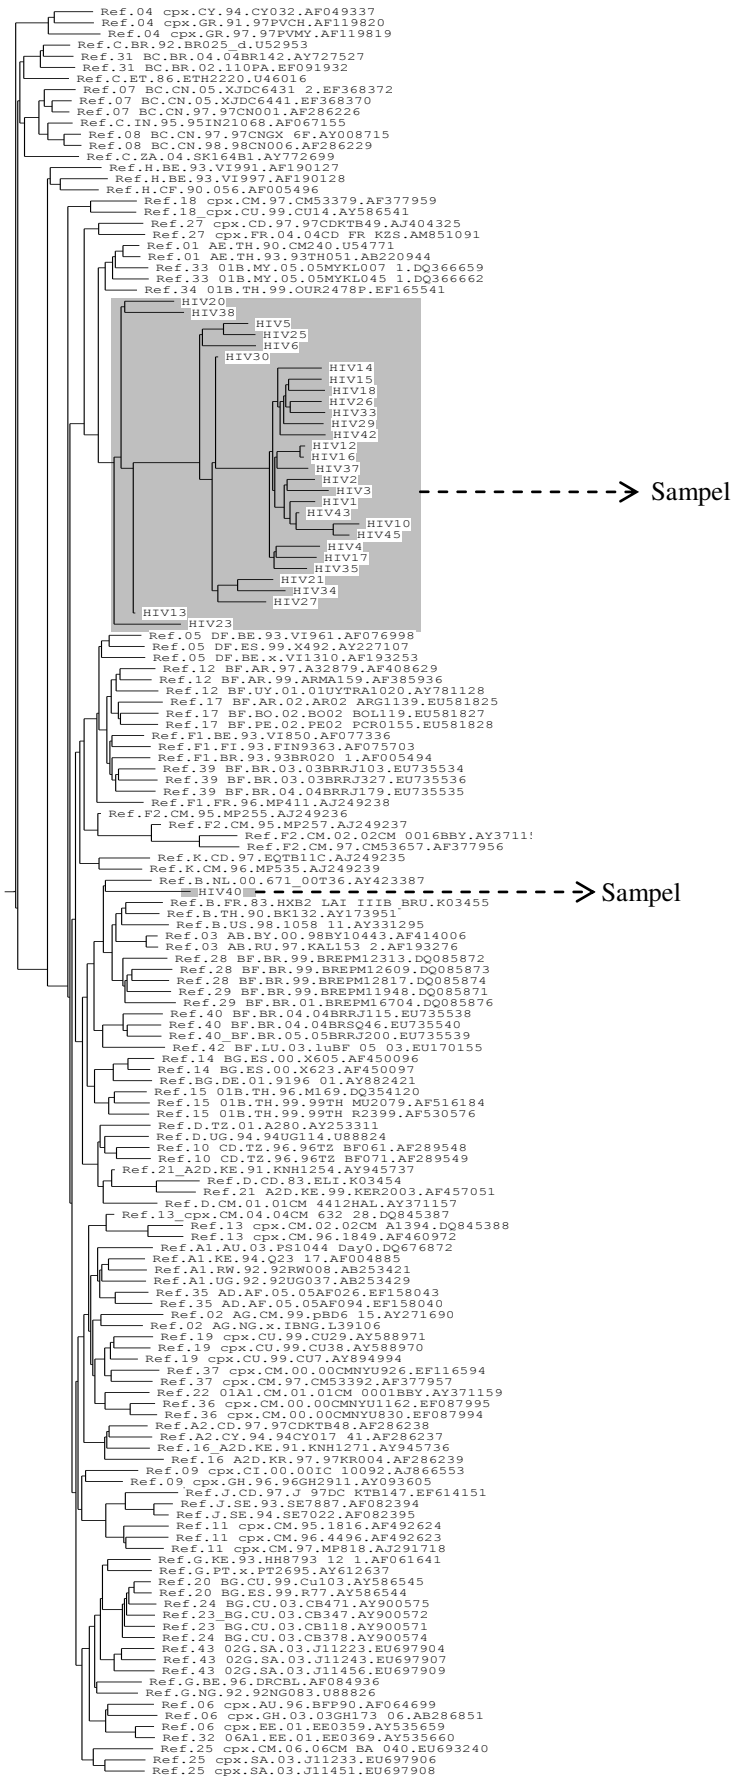 Ref.04 cpx.CY.94.CY032.AF049337
Ref.04 cpx.GR.91.97PVCH.AF119820
Ref.04 cpx.GR.97.97PVMY.AF119819
Ref.C.BR.92.BR025_d.U52953
Ref.31 BC.BR.04.04BR142.AY727527
Ref.31 BC.BR.02.110PA.EF091932
Ref.C.ET.86.ETH2220.U46016
Ref.07 BC.CN.05.XJDC6431 2.EF368372
Ref.07 BC.CN.05.XJDC6441.EF368370
Ref.07 BC.CN.97.97CN001.AF286226
Ref.C.IN.95.95IN21068.AF067155
Ref.08 BC.CN.97.97CNGX 6F.AY008715
Ref.08 BC.CN.98.98CN006.AF286229
Ref.C.ZA.04.SK164B1.AY772699
Ref.H.BE.93.VI991.AF190127
Ref.H.BE.93.VI997.AF190128
Ref.H.CF.90.056.AF005496
Ref.18 cpx.CM.97.CM53379.AF377959
Ref.18_cpx.CU.99.CU14.AY586541
Ref.27 cpx.CD.97.97CDKTB49.AJ404325
Ref.27 cpx.FR.04.04CD FR KZS.AM851091
Ref.01 AE.TH.90.CM240.U54771
Ref.01 AE.TH.93.93TH051.AB220944
Ref.33 01B.MY.05.05MYKL007 1.DQ366659
Ref.33 01B.MY.05.05MYKL045 1.DQ366662
Ref.34 01B.TH.99.OUR2478P.EF165541
HIV20
HIV38
HIV5
HIV25
HIV6
HIV30
HIV14
HIV15
HIV18
HIV26
HIV33
HIV29
HIV42
HIV12
HIV16
HIV37
HIV2
HIV3
Sampel
HIV1
HIV43
HIV10
HIV45
HIV4
HIV17
HIV35
HIV21
HIV34
HIV27
HIV13
HIV23
Ref.05 DF.BE.93.VI961.AF076998
Ref.05 DF.ES.99.X492.AY227107
Ref.05 DF.BE.x.VI1310.AF193253
Ref.12 BF.AR.97.A32879.AF408629
Ref.12 BF.AR.99.ARMA159.AF385936
Ref.12 BF.UY.01.01UYTRA1020.AY781128
Ref.17 BF.AR.02.AR02 ARG1139.EU581825
Ref.17 BF.BO.02.BO02 BOL119.EU581827
Ref.17 BF.PE.02.PE02 PCR0155.EU581828
Ref.F1.BE.93.VI850.AF077336
Ref.F1.FI.93.FIN9363.AF075703
Ref.F1.BR.93.93BR020 1.AF005494
Ref.39 BF.BR.03.03BRRJ103.EU735534
Ref.39 BF.BR.03.03BRRJ327.EU735536
Ref.39 BF.BR.04.04BRRJ179.EU735535
Ref.F1.FR.96.MP411.AJ249238
Ref.F2.CM.95.MP255.AJ249236
Ref.F2.CM.95.MP257.AJ249237
Ref.F2.CM.02.02CM 0016BBY.AY3711
Ref.F2.CM.97.CM53657.AF377956
Ref.K.CD.97.EQTB11C.AJ249235
Ref.K.CM.96.MP535.AJ249239
Ref.B.NL.00.671_00T36.AY423387
HIV40
Sampel
Ref.B.FR.83.HXB2 LAI IIIB BRU.K03455
Ref.B.TH.90.BK132.AY173951
Ref.B.US.98.1058 11.AY331295
Ref.03 AB.BY.00.98BY10443.AF414006
Ref.03 AB.RU.97.KAL153 2.AF193276
Ref.28 BF.BR.99.BREPM12313.DQ085872
Ref.28 BF.BR.99.BREPM12609.DQ085873
Ref.28 BF.BR.99.BREPM12817.DQ085874
Ref.29 BF.BR.99.BREPM11948.DQ085871
Ref.29 BF.BR.01.BREPM16704.DQ085876
Ref.40 BF.BR.04.04BRRJ115.EU735538
Ref.40 BF.BR.04.04BRSQ46.EU735540
Ref.40_BF.BR.05.05BRRJ200.EU735539
Ref.42 BF.LU.03.luBF 05 03.EU170155
Ref.14 BG.ES.00.X605.AF450096
Ref.14 BG.ES.00.X623.AF450097
Ref.BG.DE.01.9196 01.AY882421
Ref.15 01B.TH.96.M169.DQ354120
Ref.15 01B.TH.99.99TH MU2079.AF516184
Ref.15 01B.TH.99.99TH R2399.AF530576
Ref.D.TZ.01.A280.AY253311
Ref.D.UG.94.94UG114.U88824
Ref.10 CD.TZ.96.96TZ BF061.AF289548
Ref.10 CD.TZ.96.96TZ BF071.AF289549
Ref.21_A2D.KE.91.KNH1254.AY945737
Ref.D.CD.83.ELI.K03454
Ref.21 A2D.KE.99.KER2003.AF457051
Ref.D.CM.01.01CM 4412HAL.AY371157
Ref.13_cpx.CM.04.04CM 632 28.DQ845387
Ref.13 cpx.CM.02.02CM A1394.DQ845388
Ref.13 cpx.CM.96.1849.AF460972
Ref.A1.AU.03.PS1044 Day0.DQ676872
Ref.A1.KE.94.Q23 17.AF004885
Ref.A1.RW.92.92RW008.AB253421
Ref.A1.UG.92.92UG037.AB253429
Ref.35 AD.AF.05.05AF026.EF158043
Ref.35 AD.AF.05.05AF094.EF158040
Ref.02 AG.CM.99.pBD6 15.AY271690
Ref.02 AG.NG.x.IBNG.L39106
Ref.19 cpx.CU.99.CU29.AY588971
Ref.19 cpx.CU.99.CU38.AY588970
Ref.19 cpx.CU.99.CU7.AY894994
Ref.37 cpx.CM.00.00CMNYU926.EF116594
Ref.37 cpx.CM.97.CM53392.AF377957
Ref.22 01A1.CM.01.01CM 0001BBY.AY371159
Ref.36 cpx.CM.00.00CMNYU1162.EF087995
Ref.36 cpx.CM.00.00CMNYU830.EF087994
Ref.A2.CD.97.97CDKTB48.AF286238
Ref.A2.CY.94.94CY017 41.AF286237
Ref.16_A2D.KE.91.KNH1271.AY945736
Ref.16 A2D.KR.97.97KR004.AF286239
Ref.09 cpx.CI.00.00IC 10092.AJ866553
Ref.09 cpx.GH.96.96GH2911.AY093605
Ref.J.CD.97.J 97DC KTB147.EF614151
Ref.J.SE.93.SE7887.AF082394
Ref.J.SE.94.SE7022.AF082395
Ref.11 cpx.CM.95.1816.AF492624
Ref.11 cpx.CM.96.4496.AF492623
Ref.11 cpx.CM.97.MP818.AJ291718
Ref.G.KE.93.HH8793 12 1.AF061641
Ref.G.PT.x.PT2695.AY612637
Ref.20 BG.CU.99.Cu103.AY586545
Ref.20 BG.ES.99.R77.AY586544
Ref.24 BG.CU.03.CB471.AY900575
Ref.23_BG.CU.03.CB347.AY900572
Ref.23 BG.CU.03.CB118.AY900571
Ref.24 BG.CU.03.CB378.AY900574
Ref.43 02G.SA.03.J11223.EU697904
Ref.43 02G.SA.03.J11243.EU697907
Ref.43 02G.SA.03.J11456.EU697909
Ref.G.BE.96.DRCBL.AF084936
Ref.G.NG.92.92NG083.U88826
Ref.06 cpx.AU.96.BFP90.AF064699
Ref.06 cpx.GH.03.03GH173 06.AB286851
Ref.06 cpx.EE.01.EE0359.AY535659
Ref.32 06A1.EE.01.EE0369.AY535660
Ref.25 cpx.CM.06.06CM BA 040.EU693240
Ref.25 cpx.SA.03.J11233.EU697906
Ref.25 cpx.SA.03.J11451.EU697908